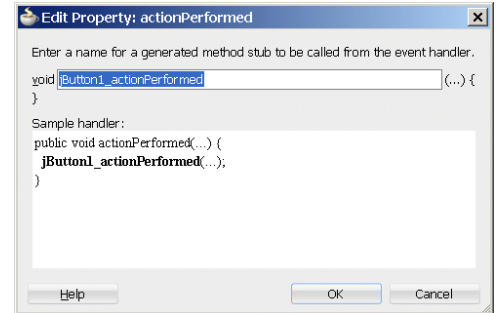 Edit Property: actionPerformed
Enter a name for a generated method stub to be called from the event handler.
void jButton1_actionPerformed (...) {
}
Sample handler:
public void actionPerformed(...) {
jButton1_actionPerformed(...);
}
Help OK Cancel